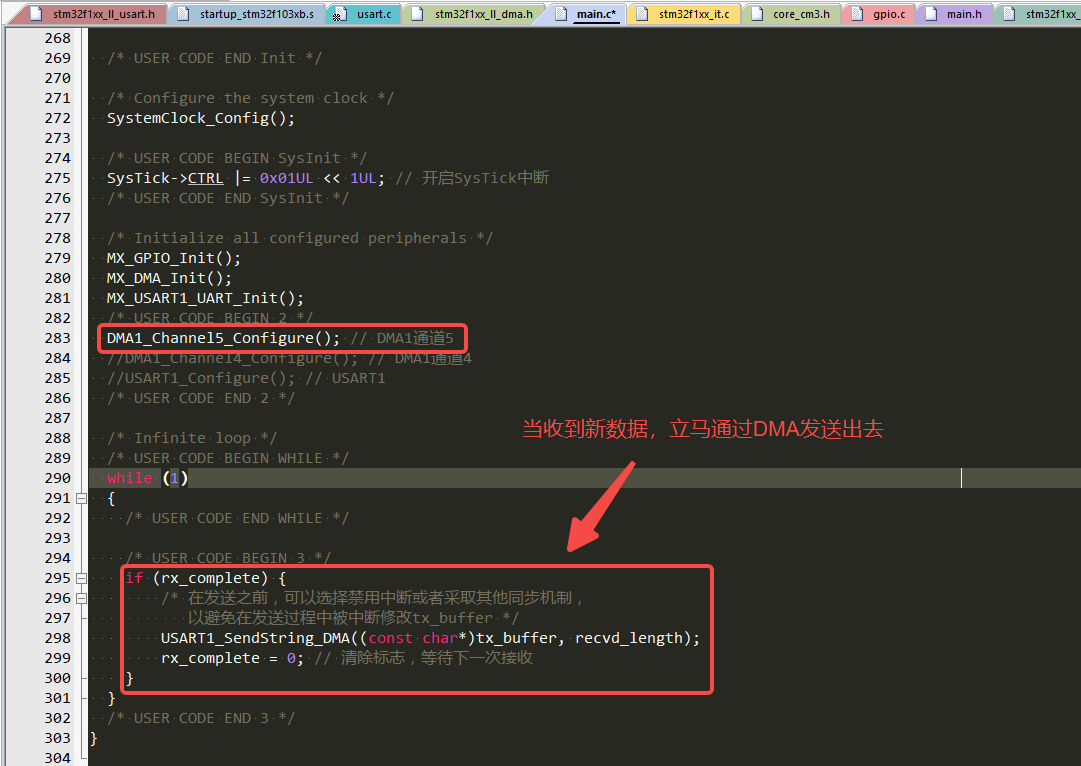 stm32f1xx_ll_usart.h startup_stm32f103xb.s usart.c stm32f1xx_ll_dma.h main.c* stm32f1xx_it.c core_cm3.h gpio.c main.h stm32f1xx_
268
269 /* USER CODE END Init */
270
271 /* Configure the system clock */
272 SystemClock_Config();
273
274 /* USER CODE BEGIN SysInit */
275 SysTick->CTRL |= 0x01UL << 1UL; // 开启SysTick中断
276 /* USER CODE END SysInit */
277
278 /* Initialize all configured peripherals */
279 MX_GPIO_Init();
280 MX_DMA_Init();
281 MX_USART1_UART_Init();
282 /* USER CODE BEGIN 2 */
283 DMA1_Channel5_Configure(); // DMA1通道5
284 //DMA1_Channel4_Configure(); // DMA1通道4
285 //USART1_Configure(); // USART1
286 /* USER CODE END 2 */
287
288 /* Infinite loop */
当收到新数据，立马通过DMA发送出去
289 /* USER CODE BEGIN WHILE */
290 while (1)
291 {
292 /* USER CODE END WHILE */
293
294 /* USER CODE BEGIN 3 */
295 if (rx_complete) {
296 /* 在发送之前，可以选择禁用中断或者采取其他同步机制，
297 以避免在发送过程中被中断修改tx_buffer */
298 USART1_SendString_DMA((const char*)tx_buffer, recvd_length);
299 rx_complete = 0; // 清除标志，等待下一次接收
300 }
301 }
302 /* USER CODE END 3 */
303 }
304